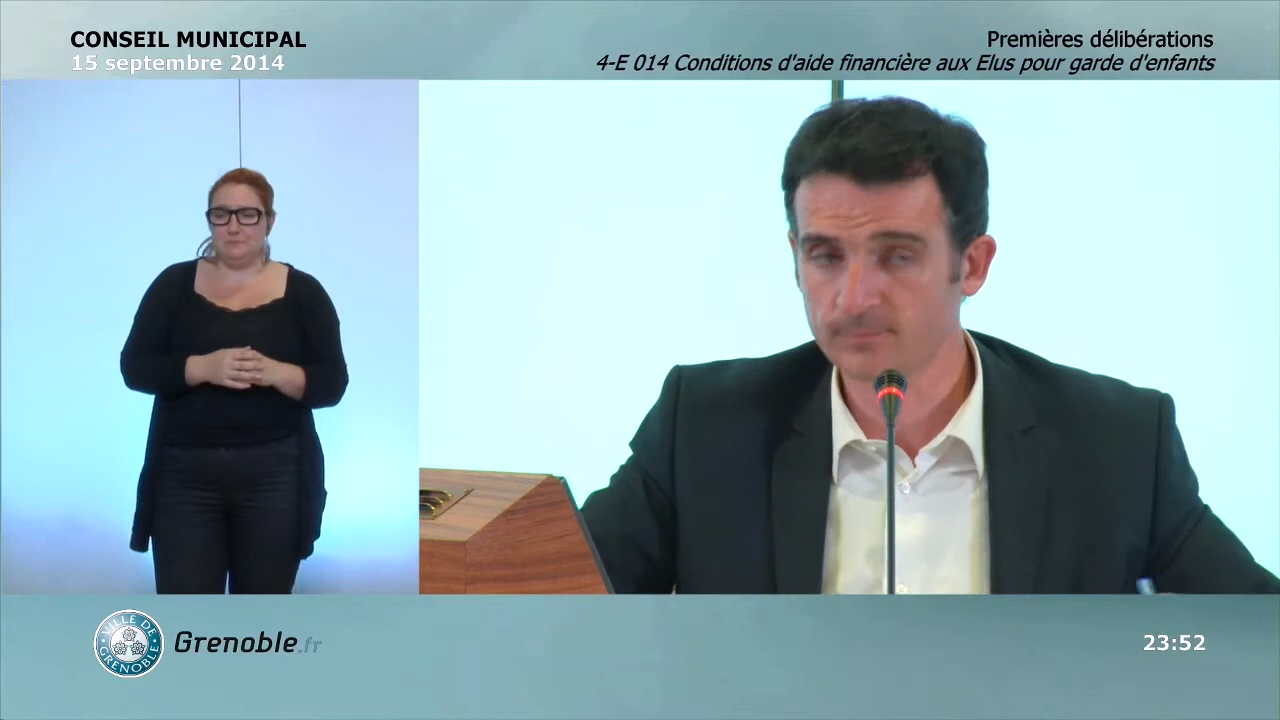 CONSEIL MUNICIPAL
15 septembre 2014
Premières délibérations
4-E 014 Conditions d'aide financière aux Elus pour garde d'enfants
VILLE DE
GRENOBLE
Grenoble.fr
23:52